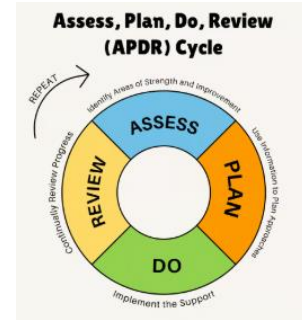 Assess, Plan, Do, Review
(APDR) Cycle
REPEAT
Identify Areas of Strength and Improvement
ASSESS
Use Information to Plan Approaches
PLAN
DO
Implement the Support
REVIEW
Continually Review Progress